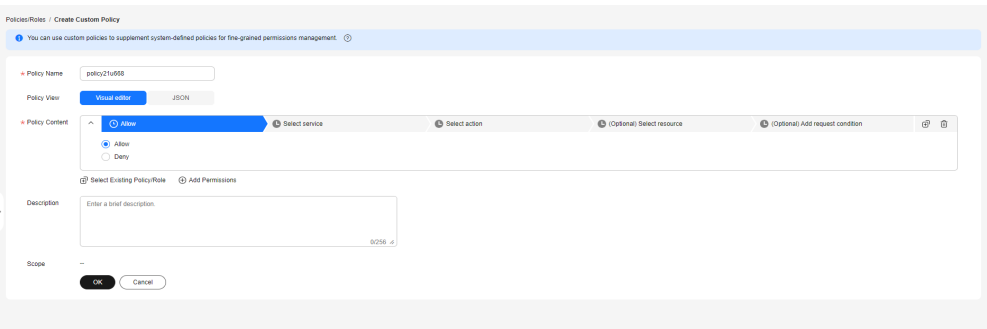 Policies/Roles / Create Custom Policy
You can use custom policies to supplement system-defined policies for fine-grained permissions management.
Policy Name policy21u668
Policy View Visual editor JSON
Policy Content Allow Select service Select action (Optional) Select resource (Optional) Add request condition
Allow
Deny
Select Existing Policy/Role Add Permissions
Description Enter a brief description.
0/256
Scope --
OK Cancel